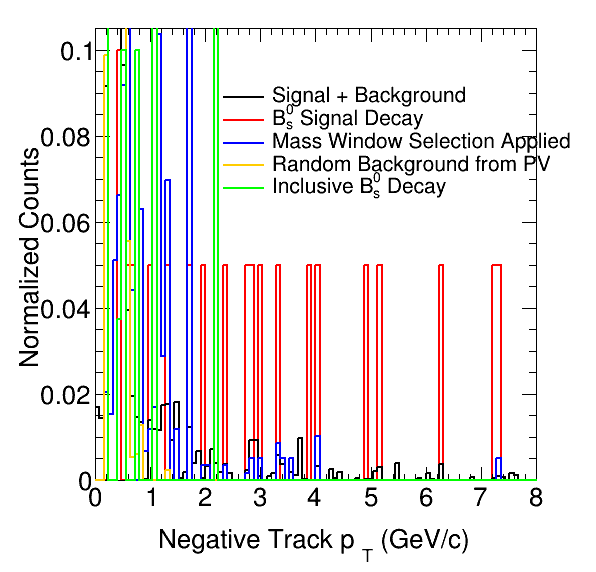 0.1
0.08
0.06
0.04
0.02
0
Normalized Counts
Signal + Background
B⁰ₛ Signal Decay
Mass Window Selection Applied
Random Background from PV
Inclusive B⁰ₛ Decay
0 1 2 3 4 5 6 7 8
Negative Track p_T (GeV/c)